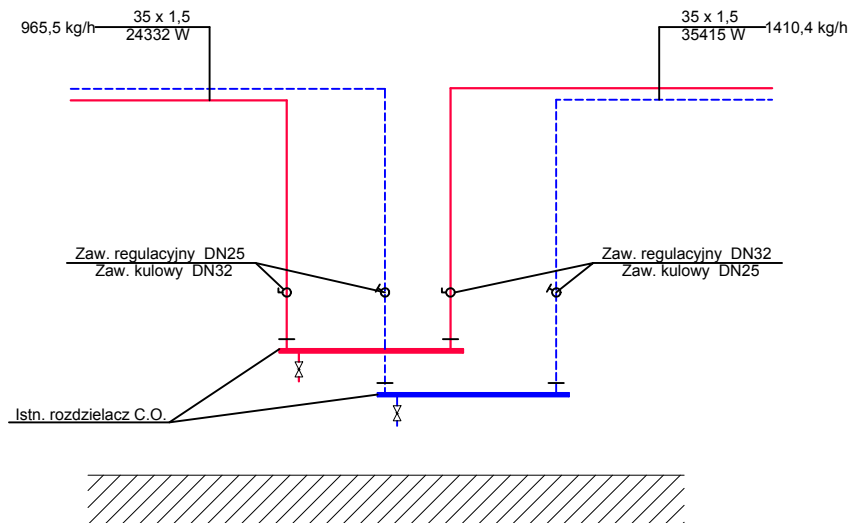 965,5 kg/h
35 x 1,5
24332 W
35 x 1,5
35415 W
1410,4 kg/h
Zaw. regulacyjny DN25
Zaw. kulowy DN32
Zaw. regulacyjny DN32
Zaw. kulowy DN25
Istn. rozdzielacz C.O.